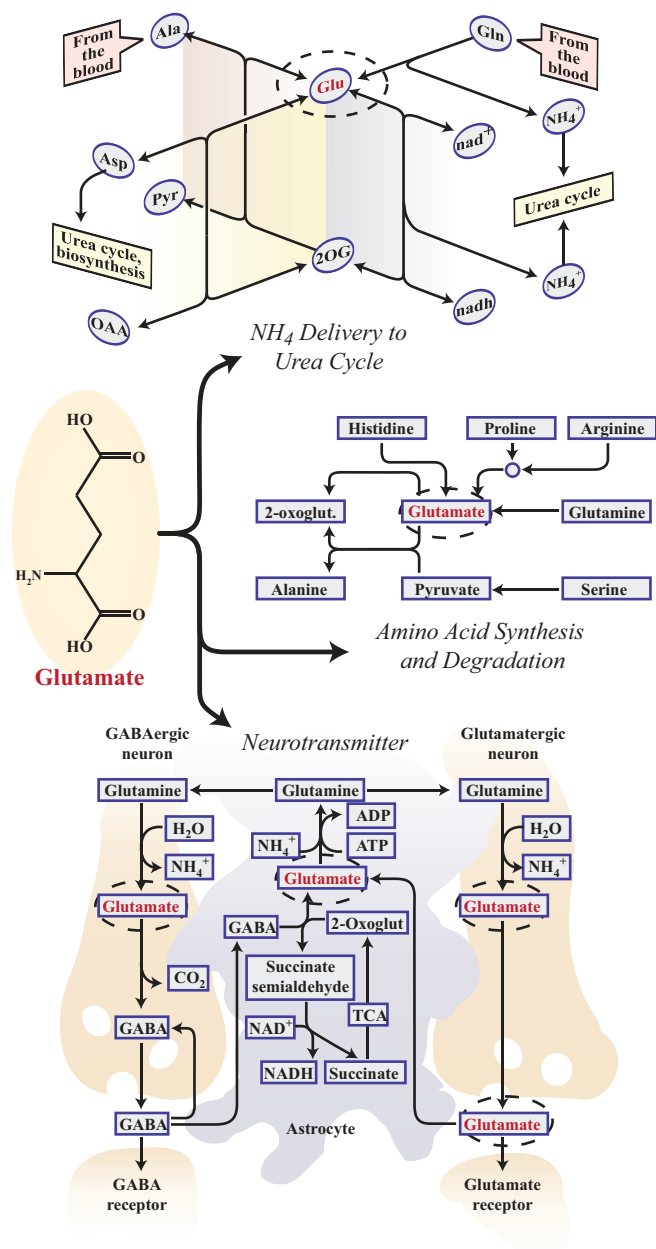 From
the
blood
Ala
Glu
Gln
From
the
blood
NH4+
nad+
Asp
Pyr
Urea cycle
Urea cycle,
biosynthesis
2OG
NH4+
OAA
nadh
NH4 Delivery to
Urea Cycle
HO
O
H2N
O
HO
Glutamate
Histidine
Proline
Arginine
2-oxoglut.
Glutamate
Glutamine
Alanine
Pyruvate
Serine
Amino Acid Synthesis
and Degradation
Neurotransmitter
GABAergic
neuron
Glutamatergic
neuron
Glutamine
Glutamine
Glutamine
H2O
NH4+
ADP
ATP
NH4+
H2O
NH4+
Glutamate
Glutamate
Glutamate
GABA
2-Oxoglut
CO2
Succinate
semialdehyde
GABA
NAD+
TCA
NADH
Succinate
GABA
Astrocyte
Glutamate
GABA
receptor
Glutamate
receptor